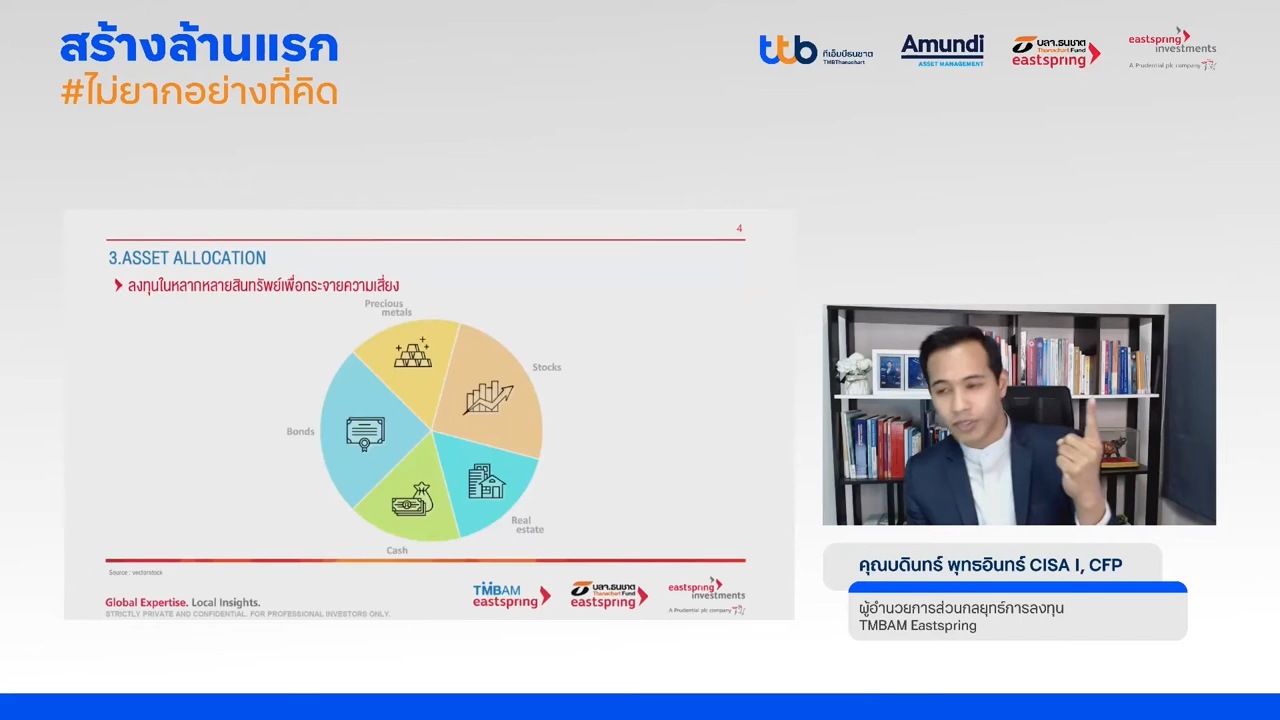 สร้างล้านแรก
#ไม่ยากอย่างที่คิด
ttb
ทีเอ็มบีธนชาต
TMBThanachart
Amundi
ASSET MANAGEMENT
บลจ.ธนชาต
Thanachart Fund
eastspring
eastspring
investments
A Prudential plc company
4
3.ASSET ALLOCATION
ลงทุนในหลากหลายสินทรัพย์เพื่อกระจายความเสี่ยง
Precious
metals
Stocks
Bonds
Real
estate
Cash
Source : vectorstock
Global Expertise. Local Insights.
STRICTLY PRIVATE AND CONFIDENTIAL. FOR PROFESSIONAL INVESTORS ONLY.
TMBAM
eastspring
บลจ.ธนชาต
Thanachart Fund
eastspring
eastspring
investments
A Prudential plc company
คุณบดินทร์ พุทธอินทร์ CISA I, CFP
ผู้อำนวยการส่วนกลยุทธ์การลงทุน
TMBAM Eastspring